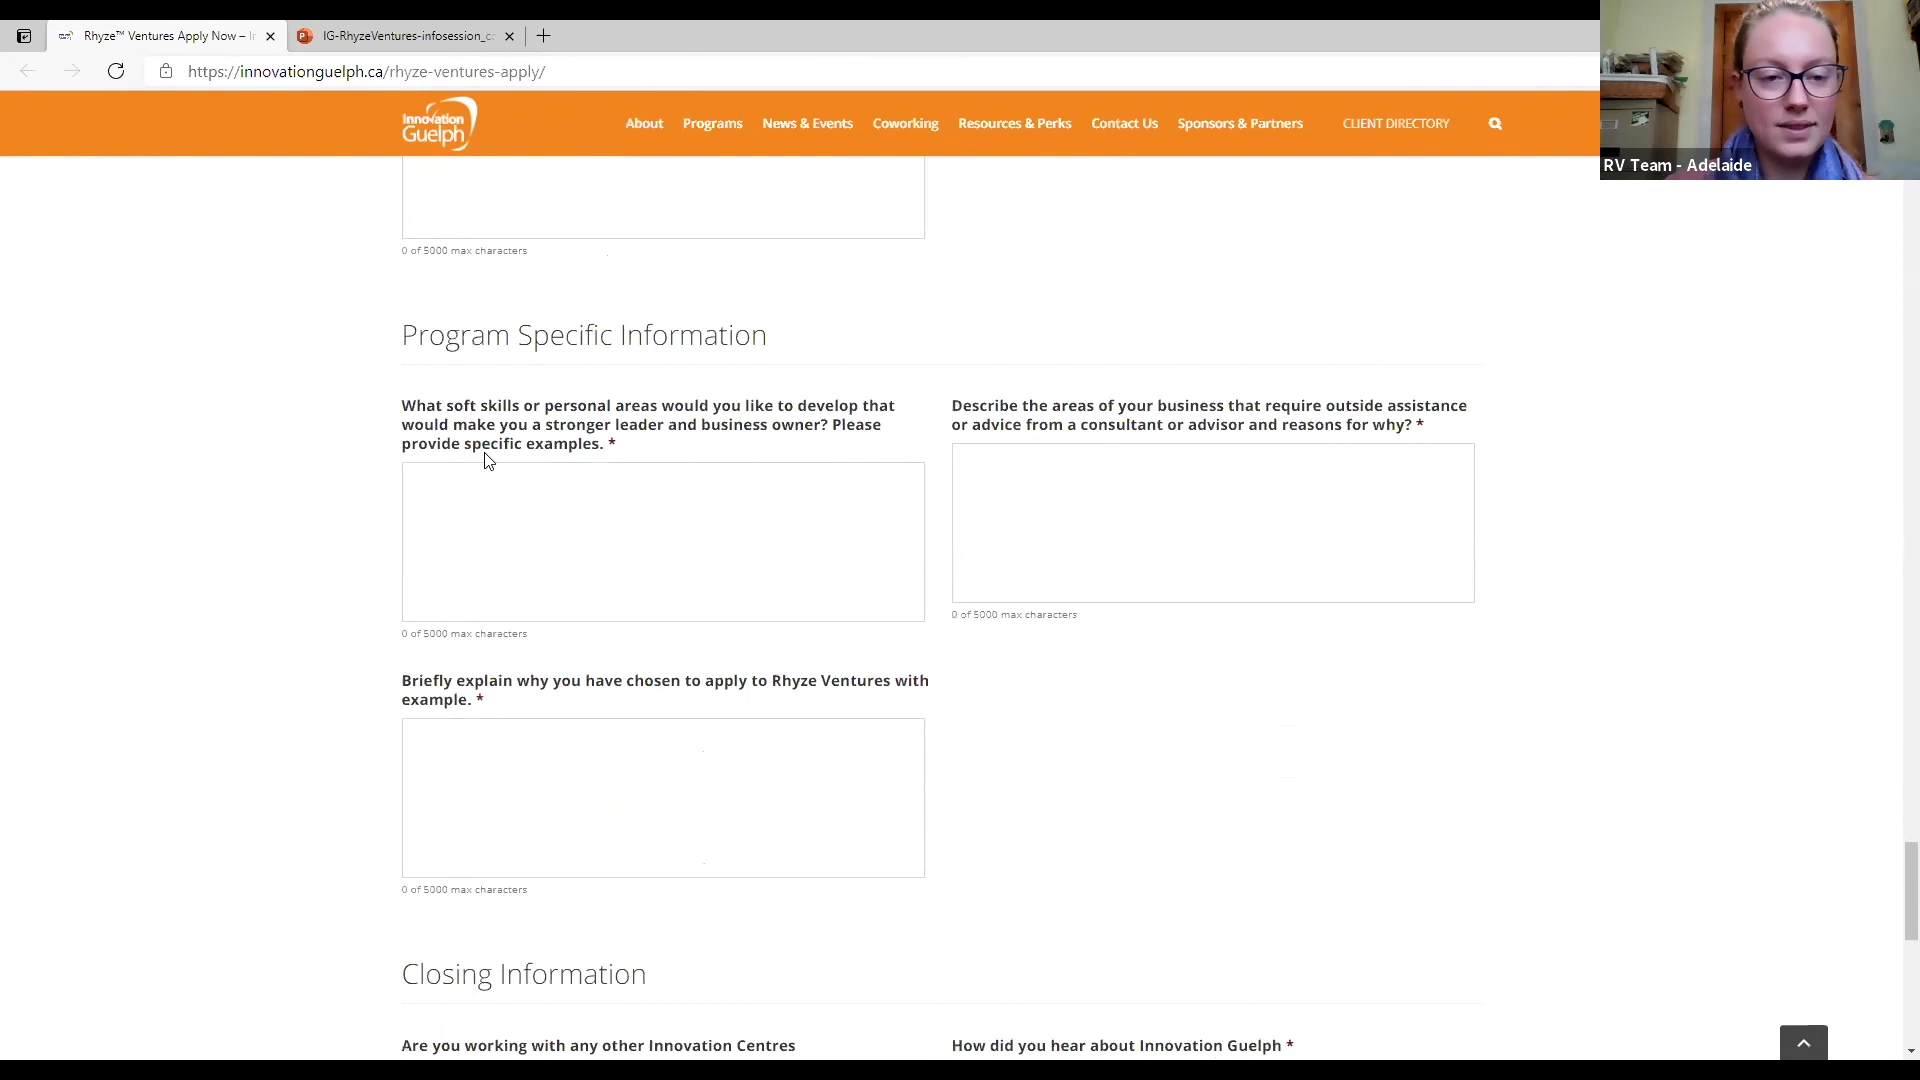 Rhyze™ Ventures Apply Now – I
IG-RhyzeVentures-infosession_c
https://innovationguelph.ca/rhyze-ventures-apply/
Innovation
Guelph
About
Programs
News & Events
Coworking
Resources & Perks
Contact Us
Sponsors & Partners
CLIENT DIRECTORY
RV Team - Adelaide
0 of 5000 max characters
Program Specific Information
What soft skills or personal areas would you like to develop that
would make you a stronger leader and business owner? Please
provide specific examples. *
0 of 5000 max characters
Describe the areas of your business that require outside assistance
or advice from a consultant or advisor and reasons for why? *
0 of 5000 max characters
Briefly explain why you have chosen to apply to Rhyze Ventures with
example. *
0 of 5000 max characters
Closing Information
Are you working with any other Innovation Centres
How did you hear about Innovation Guelph *